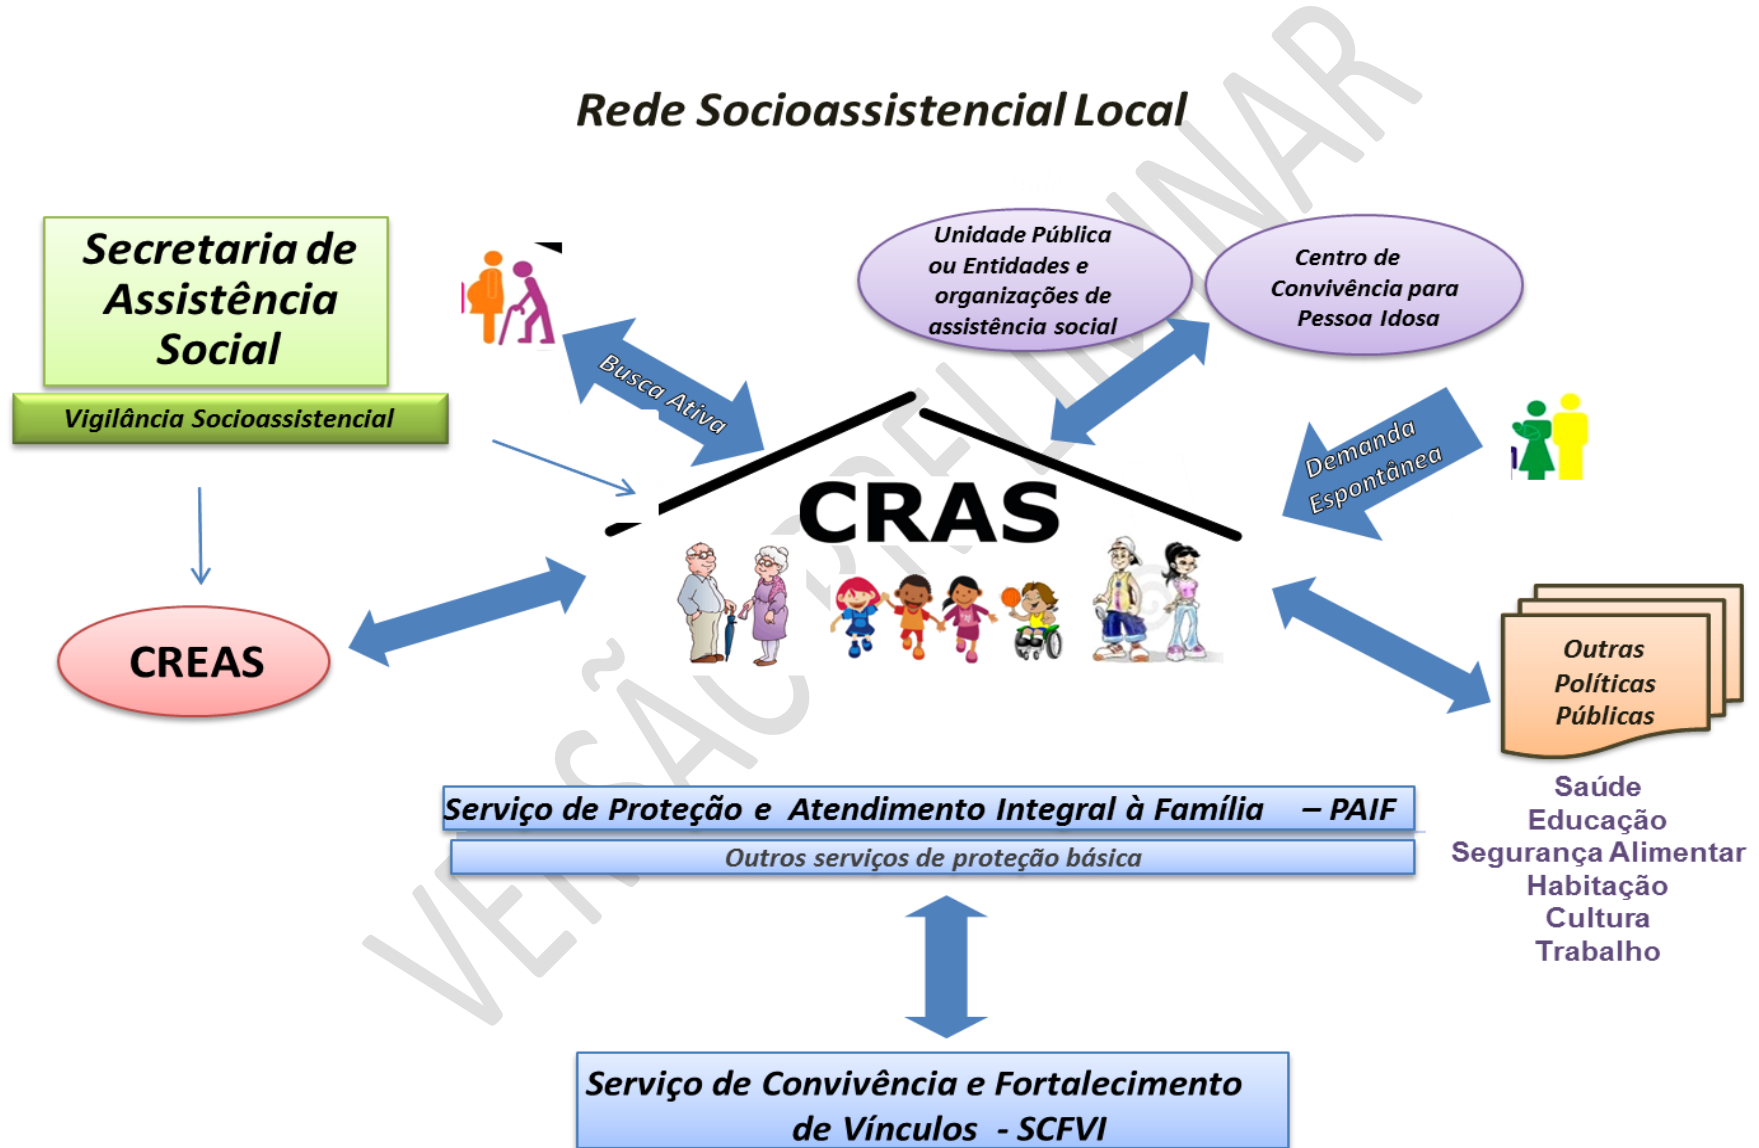 Rede Socioassistencial Local
Secretaria de
Assistência
Social
Vigilância Socioassistencial
Unidade Pública
ou Entidades e
organizações de
assistência social
Centro de
Convivência para
Pessoa Idosa
Busca Ativa
Demanda
Espontânea
CRAS
CREAS
Outras
Políticas
Públicas
Saúde
Educação
Segurança Alimentar
Habitação
Cultura
Trabalho
Serviço de Proteção e Atendimento Integral à Família – PAIF
Outros serviços de proteção básica
Serviço de Convivência e Fortalecimento
de Vínculos - SCFVI
VERSÃO PRELIMINAR